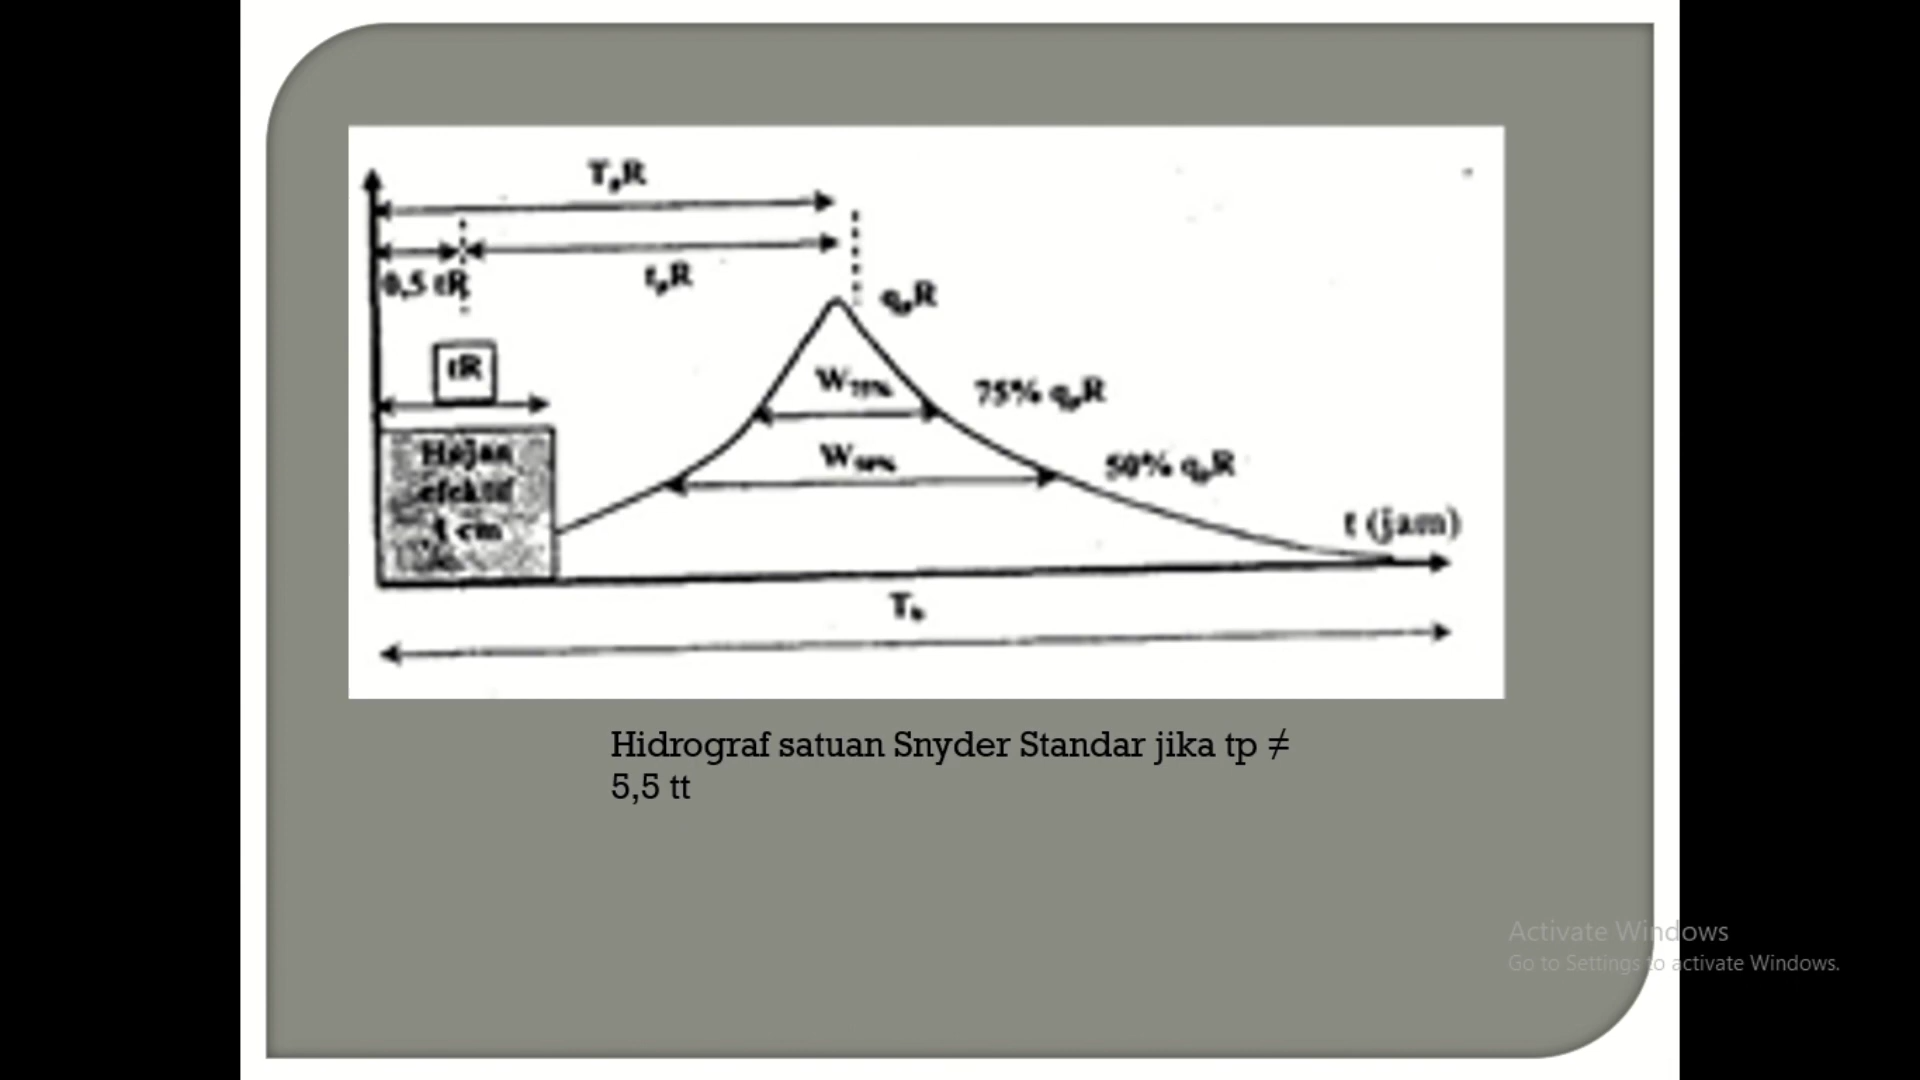 TpR
0,5 tR
tpR
qpR
tR
W75%
75% qpR
Hujan
efektif
1 cm
W50%
50% qpR
t (jam)
Tb
Hidrograf satuan Snyder Standar jika tp ≠
5,5 tt
Activate Windows
Go to Settings to activate Windows.